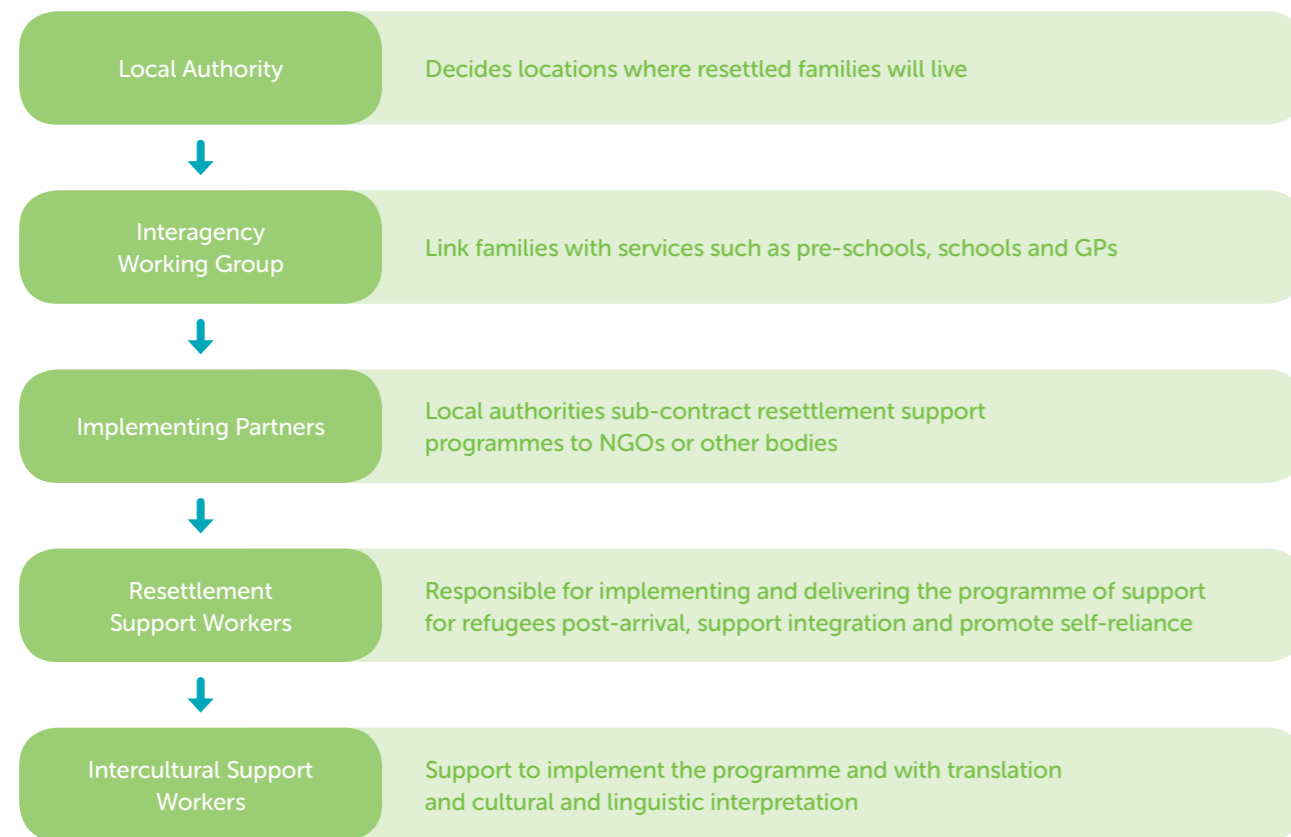 Local Authority
Decides locations where resettled families will live
Interagency
Working Group
Link families with services such as pre-schools, schools and GPs
Implementing Partners
Local authorities sub-contract resettlement support
programmes to NGOs or other bodies
Resettlement
Support Workers
Responsible for implementing and delivering the programme of support
for refugees post-arrival, support integration and promote self-reliance
Intercultural Support
Workers
Support to implement the programme and with translation
and cultural and linguistic interpretation